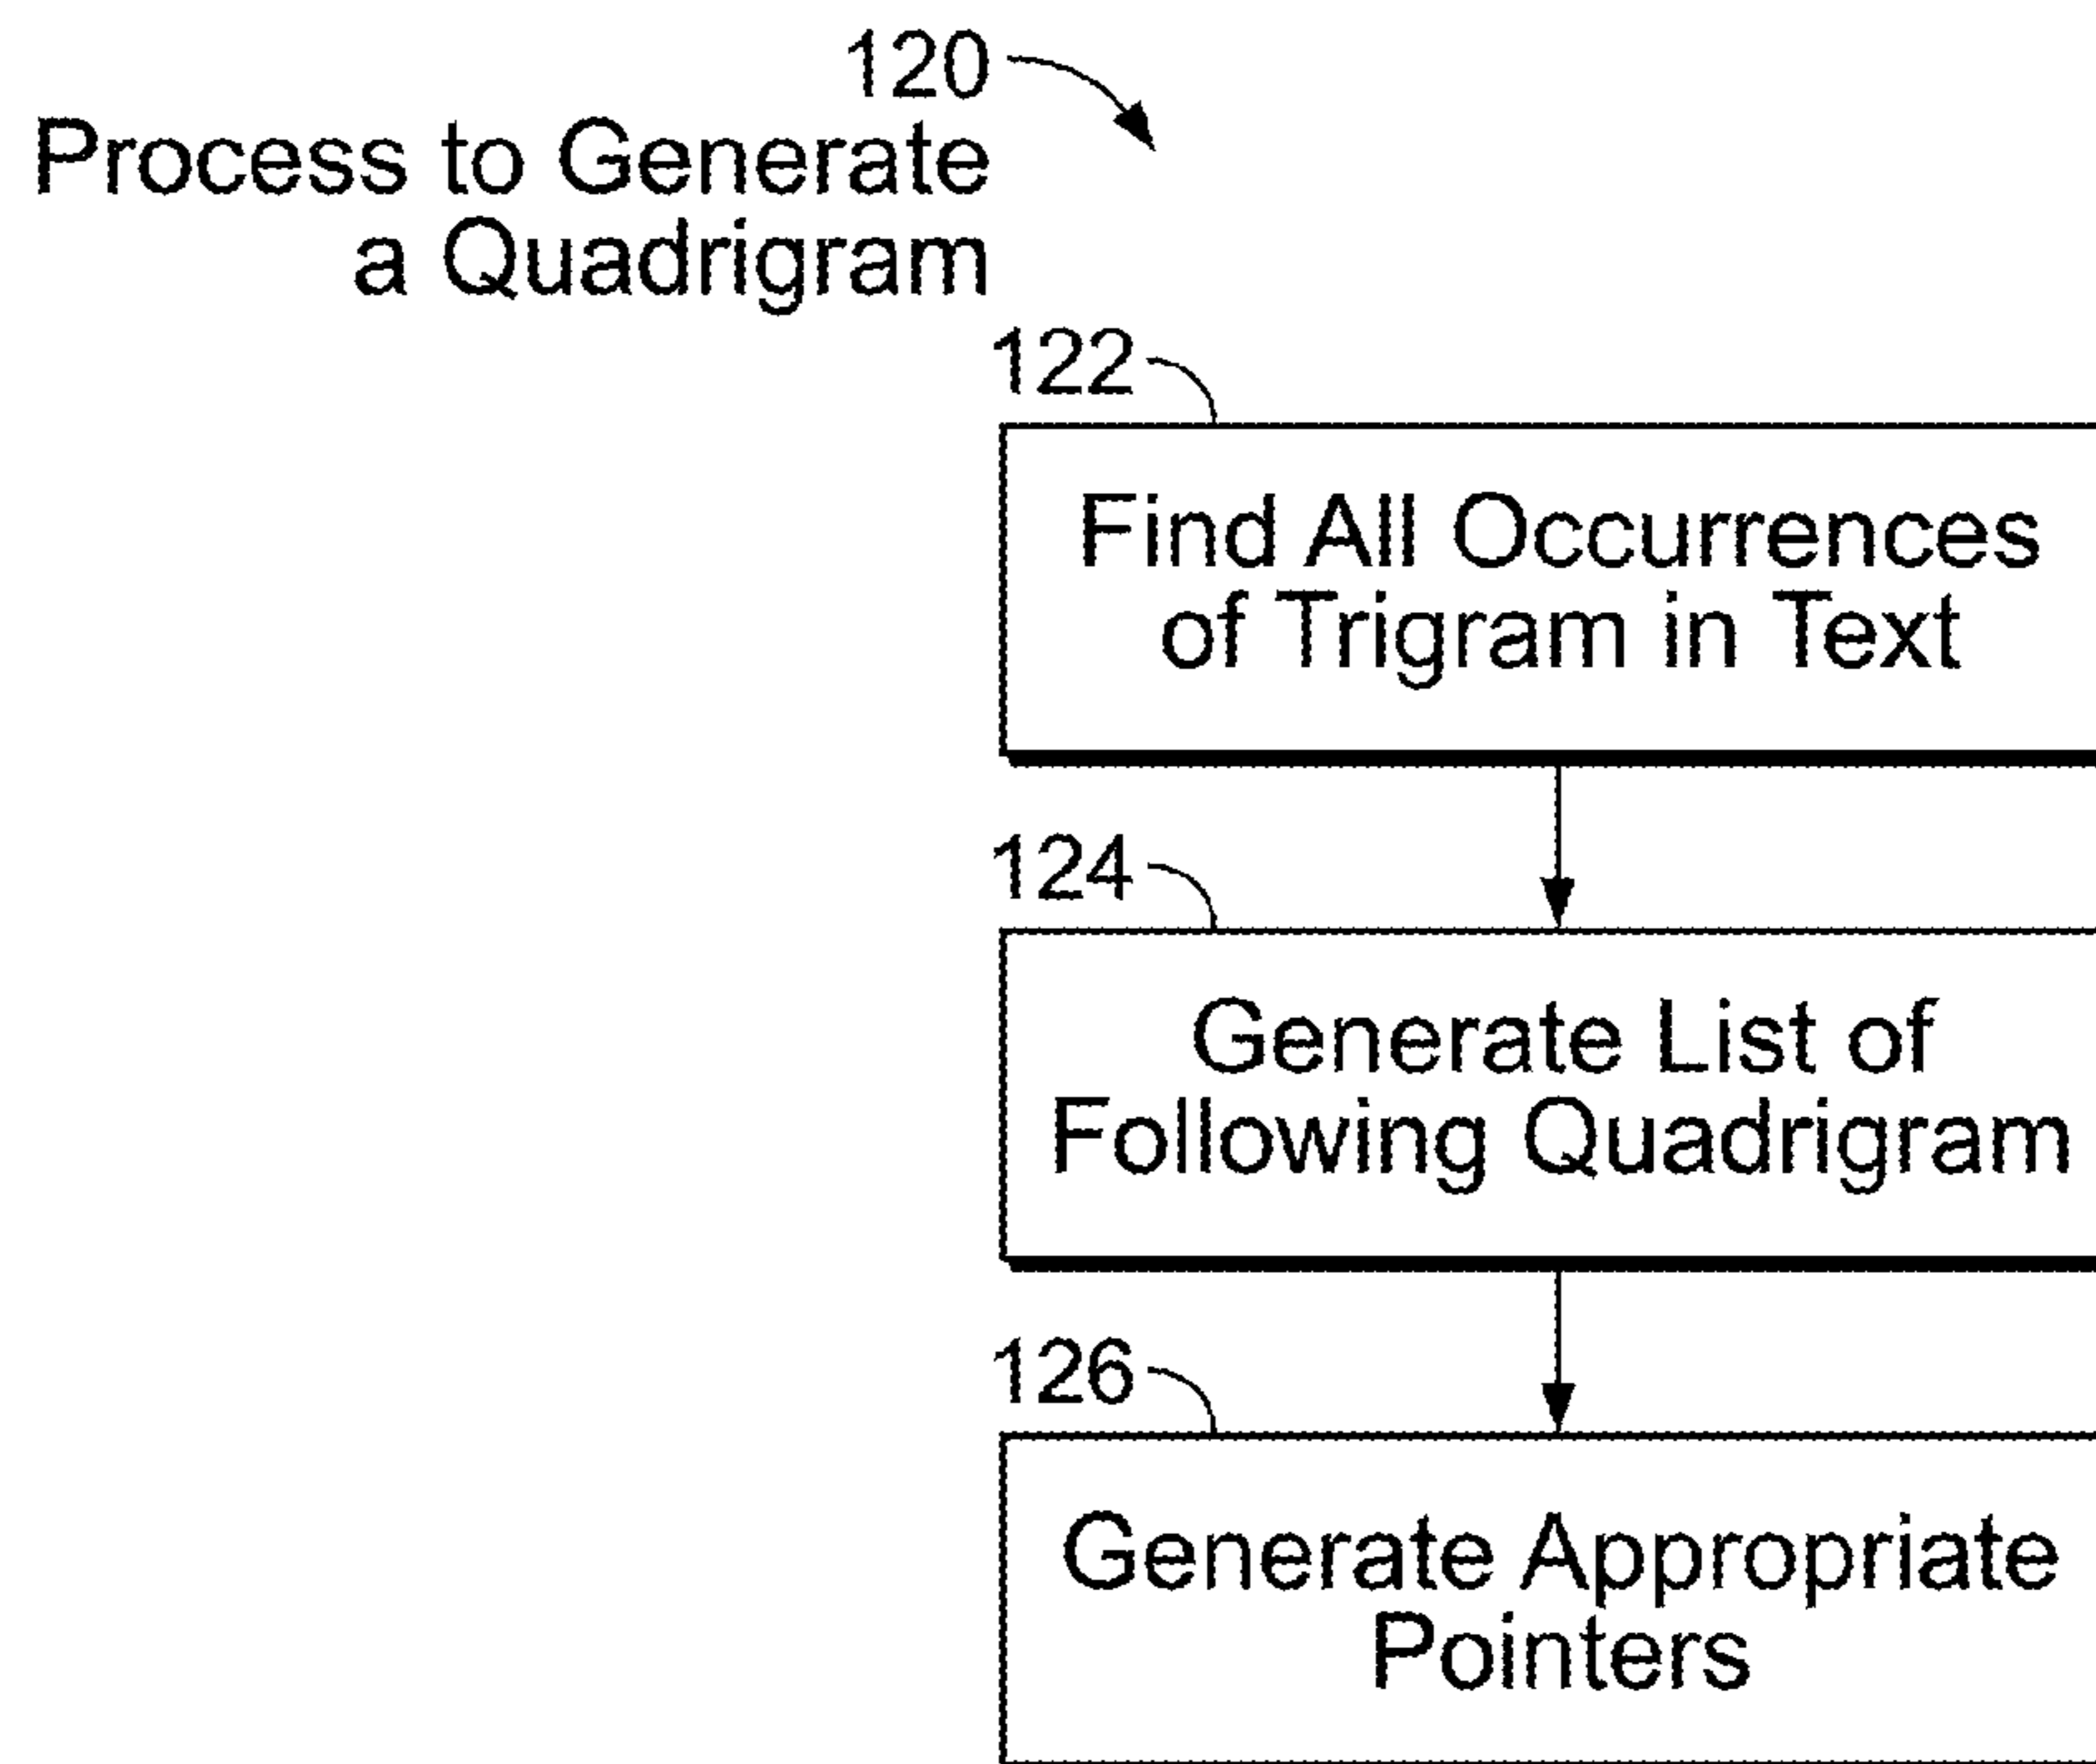 120
Process to Generate
a Quadrigram
122
Find All Occurrences
of Trigram in Text
124
Generate List of
Following Quadrigram
126
Generate Appropriate
Pointers